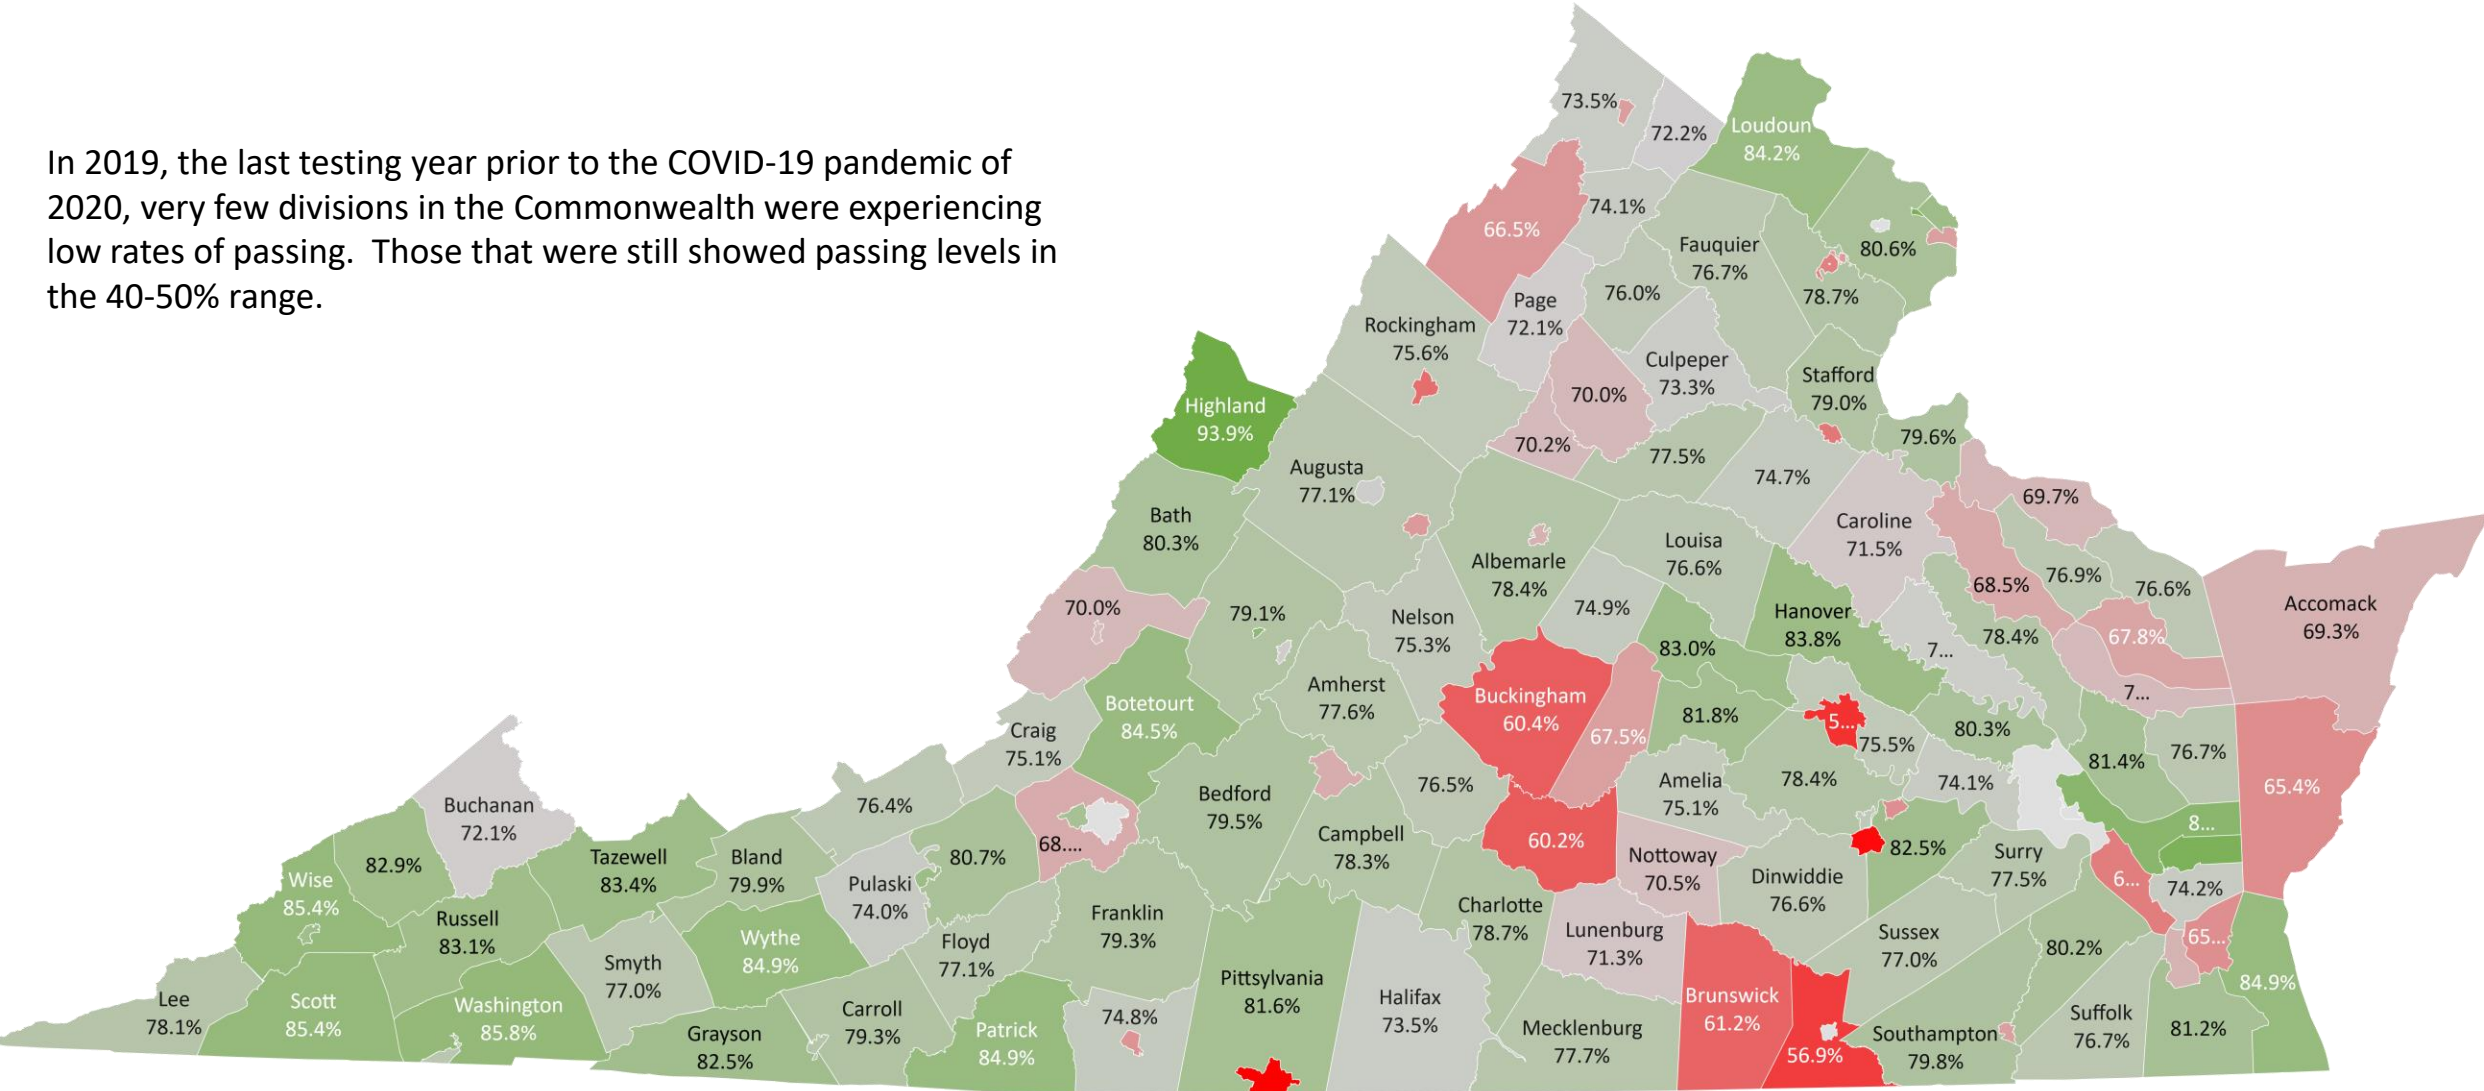 In 2019, the last testing year prior to the COVID-19 pandemic of
2020, very few divisions in the Commonwealth were experiencing
low rates of passing.  Those that were still showed passing levels in
the 40-50% range.
73.5%
72.2%
Loudoun
84.2%
74.1%
66.5%
Fauquier
76.7%
80.6%
76.0%
78.7%
Page
72.1%
Rockingham
75.6%
Culpeper
73.3%
Stafford
79.0%
70.0%
Highland
93.9%
70.2%
77.5%
79.6%
Augusta
77.1%
74.7%
69.7%
Bath
80.3%
Caroline
71.5%
Louisa
76.6%
Albemarle
78.4%
68.5%
76.9%
76.6%
Accomack
69.3%
70.0%
79.1%
Nelson
75.3%
74.9%
Hanover
83.8%
78.4%
67.8%
83.0%
7...
7...
Amherst
77.6%
Buckingham
60.4%
Botetourt
84.5%
81.8%
67.5%
5...
75.5%
80.3%
Craig
75.1%
76.7%
81.4%
Amelia
75.1%
78.4%
74.1%
65.4%
76.5%
Bedford
79.5%
76.4%
Buchanan
72.1%
8...
Campbell
78.3%
60.2%
68....
82.5%
Surry
77.5%
Nottoway
70.5%
80.7%
Bland
79.9%
Tazewell
83.4%
82.9%
Wise
85.4%
Pulaski
74.0%
Dinwiddie
76.6%
6...
74.2%
Charlotte
78.7%
Franklin
79.3%
Russell
83.1%
Lunenburg
71.3%
Sussex
77.0%
65...
80.2%
Wythe
84.9%
Floyd
77.1%
Smyth
77.0%
Pittsylvania
81.6%
84.9%
Halifax
73.5%
Brunswick
61.2%
Lee
78.1%
Scott
85.4%
Washington
85.8%
Carroll
79.3%
74.8%
Suffolk
76.7%
81.2%
Grayson
82.5%
Patrick
84.9%
Mecklenburg
77.7%
56.9%
Southampton
79.8%